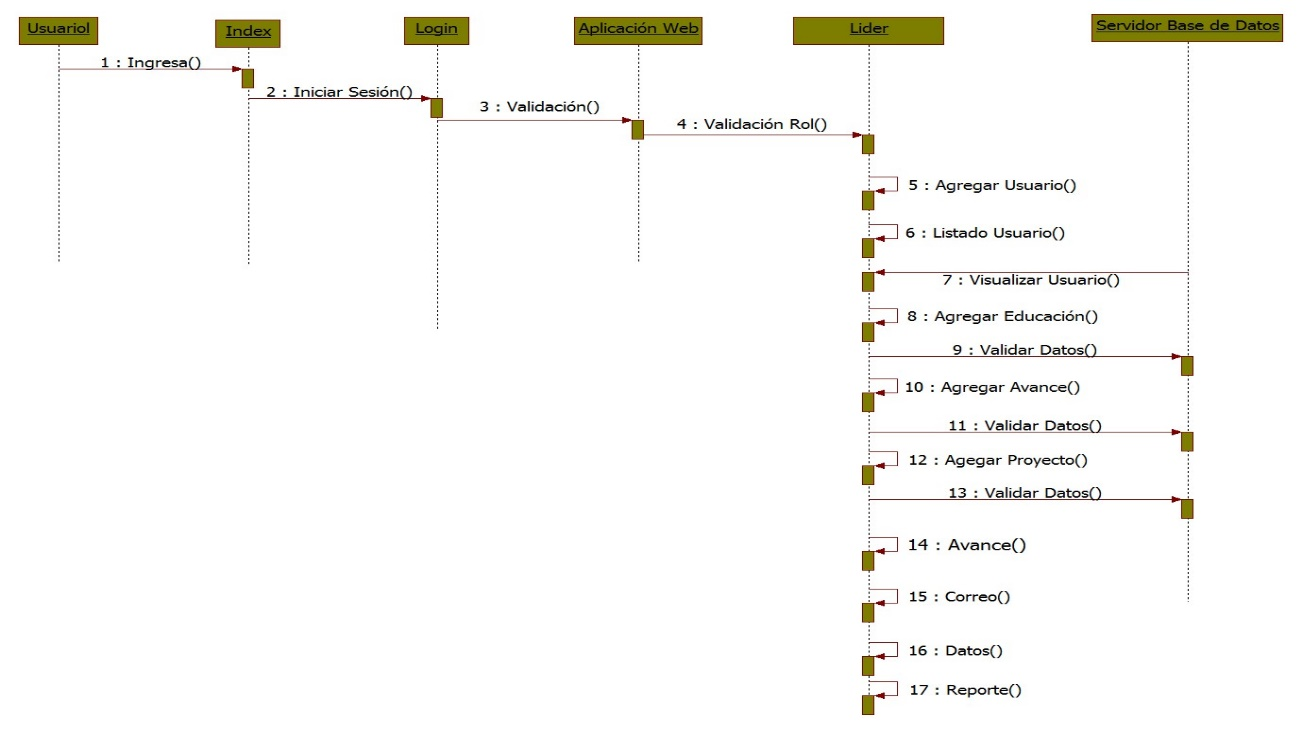 Usuariol
Index
Login
Aplicación Web
Lider
Servidor Base de Datos
1 : Ingresa()
2 : Iniciar Sesión()
3 : Validación()
4 : Validación Rol()
5 : Agregar Usuario()
6 : Listado Usuario()
7 : Visualizar Usuario()
8 : Agregar Educación()
9 : Validar Datos()
10 : Agregar Avance()
11 : Validar Datos()
12 : Agegar Proyecto()
13 : Validar Datos()
14 : Avance()
15 : Correo()
16 : Datos()
17 : Reporte()